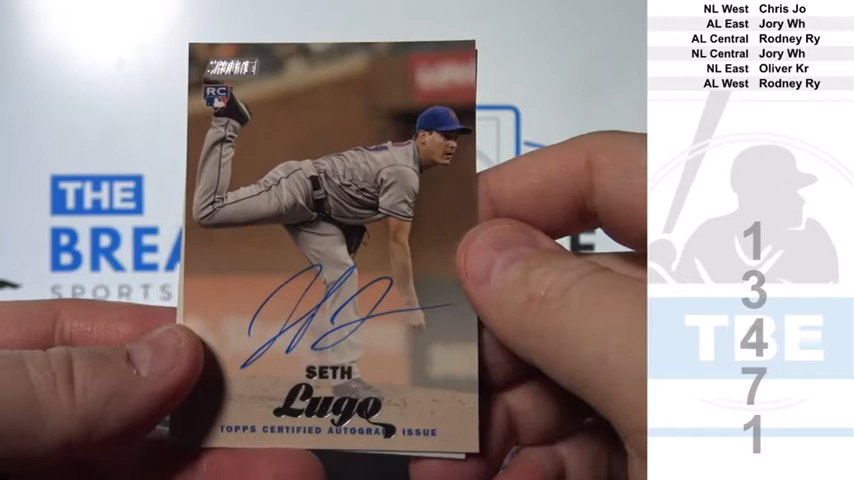 NL West Chris Jo
AL East Jory Wh
AL Central Rodney Ry
NL Central Jory Wh
NL East Oliver Kr
AL West Rodney Ry
RC
THE
BREA
SPORTS
SETH
Lugo
TOPPS CERTIFIED AUTOGRAPH ISSUE
TBE
1
3
4
7
1